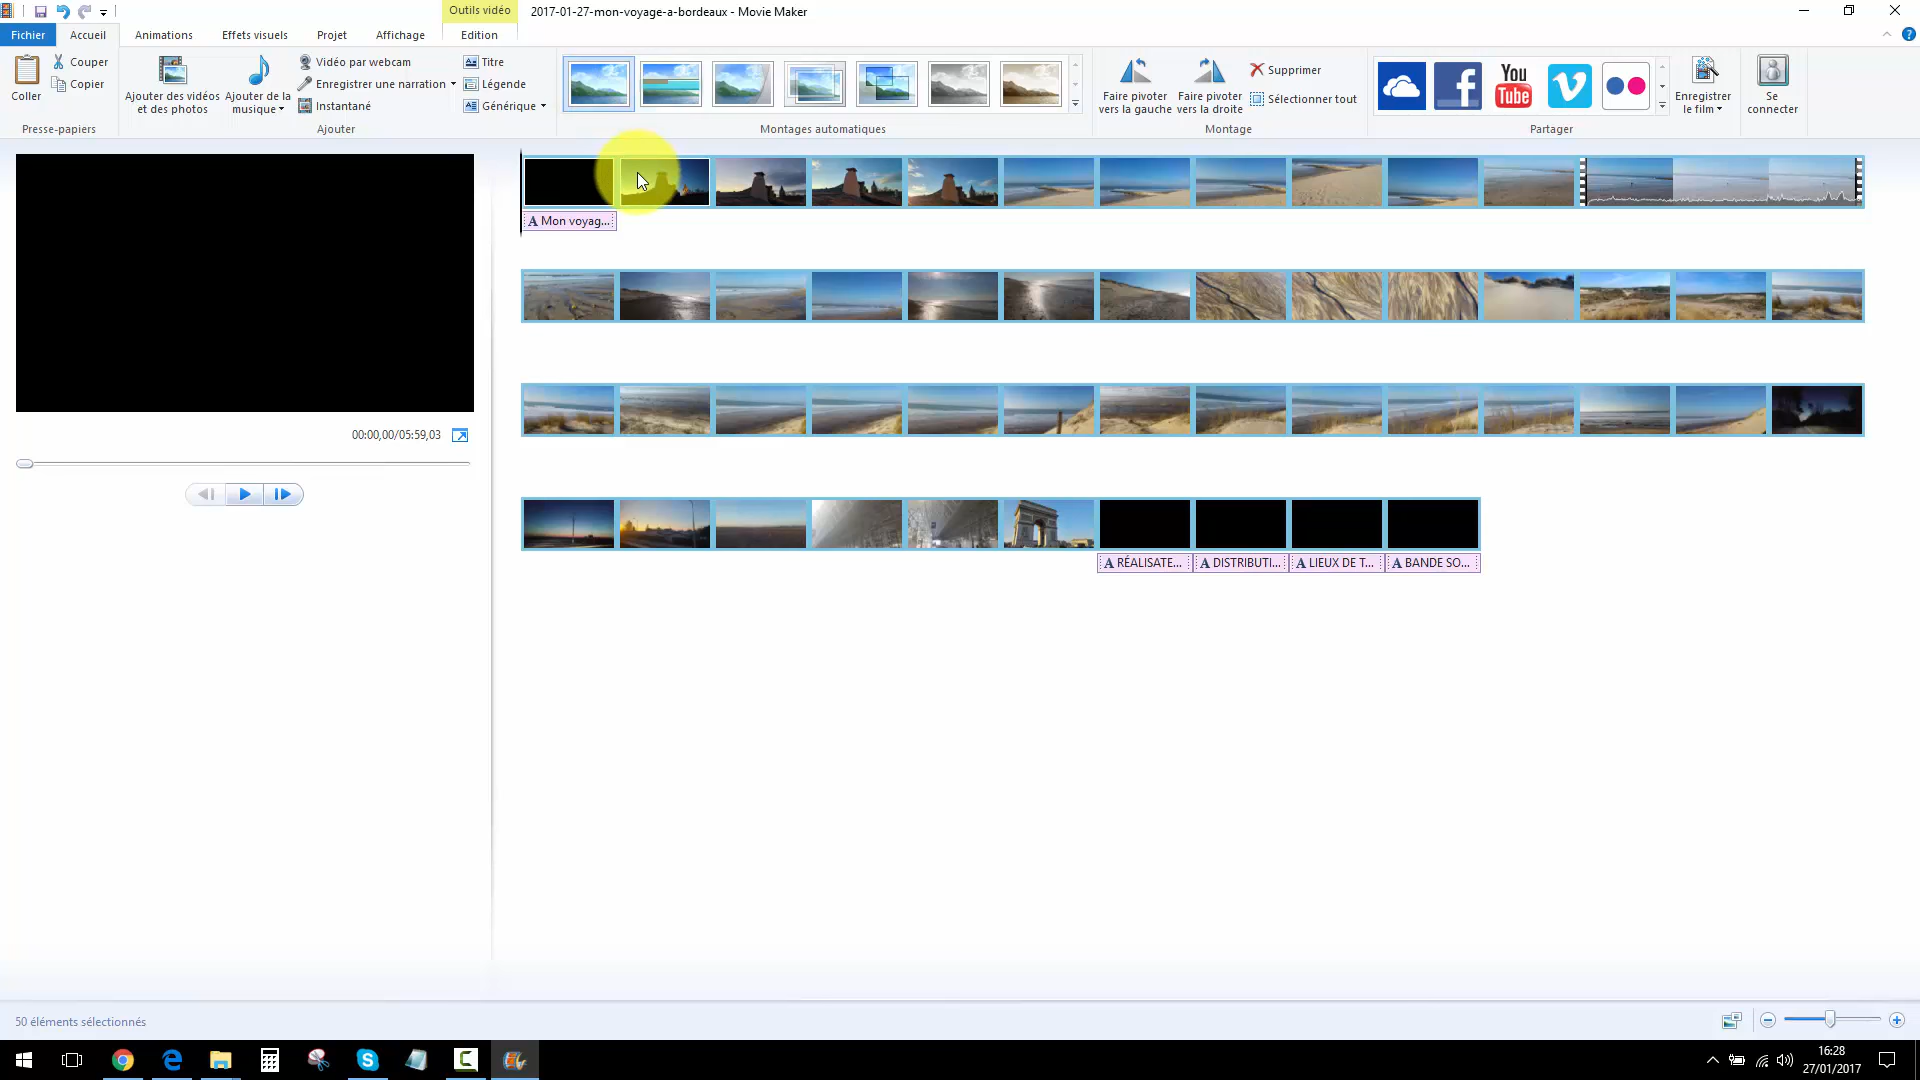 Outils vidéo
2017-01-27-mon-voyage-a-bordeaux - Movie Maker
Fichier
Accueil
Animations
Effets visuels
Projet
Affichage
Edition
Coller
Couper
Copier
Presse-papiers
Ajouter des vidéos
et des photos
Ajouter de la
musique
Vidéo par webcam
Enregistrer une narration
Instantané
Titre
Légende
Générique
Ajouter
Montages automatiques
Faire pivoter
vers la gauche
Faire pivoter
vers la droite
Supprimer
Sélectionner tout
Montage
You
Tube
Partager
Enregistrer
le film
Se
connecter
A Mon voyag...
00:00,00/05:59,03
A RÉALISATE...
A DISTRIBUTI...
A LIEUX DE T...
A BANDE SO...
50 éléments sélectionnés
16:28
27/01/2017